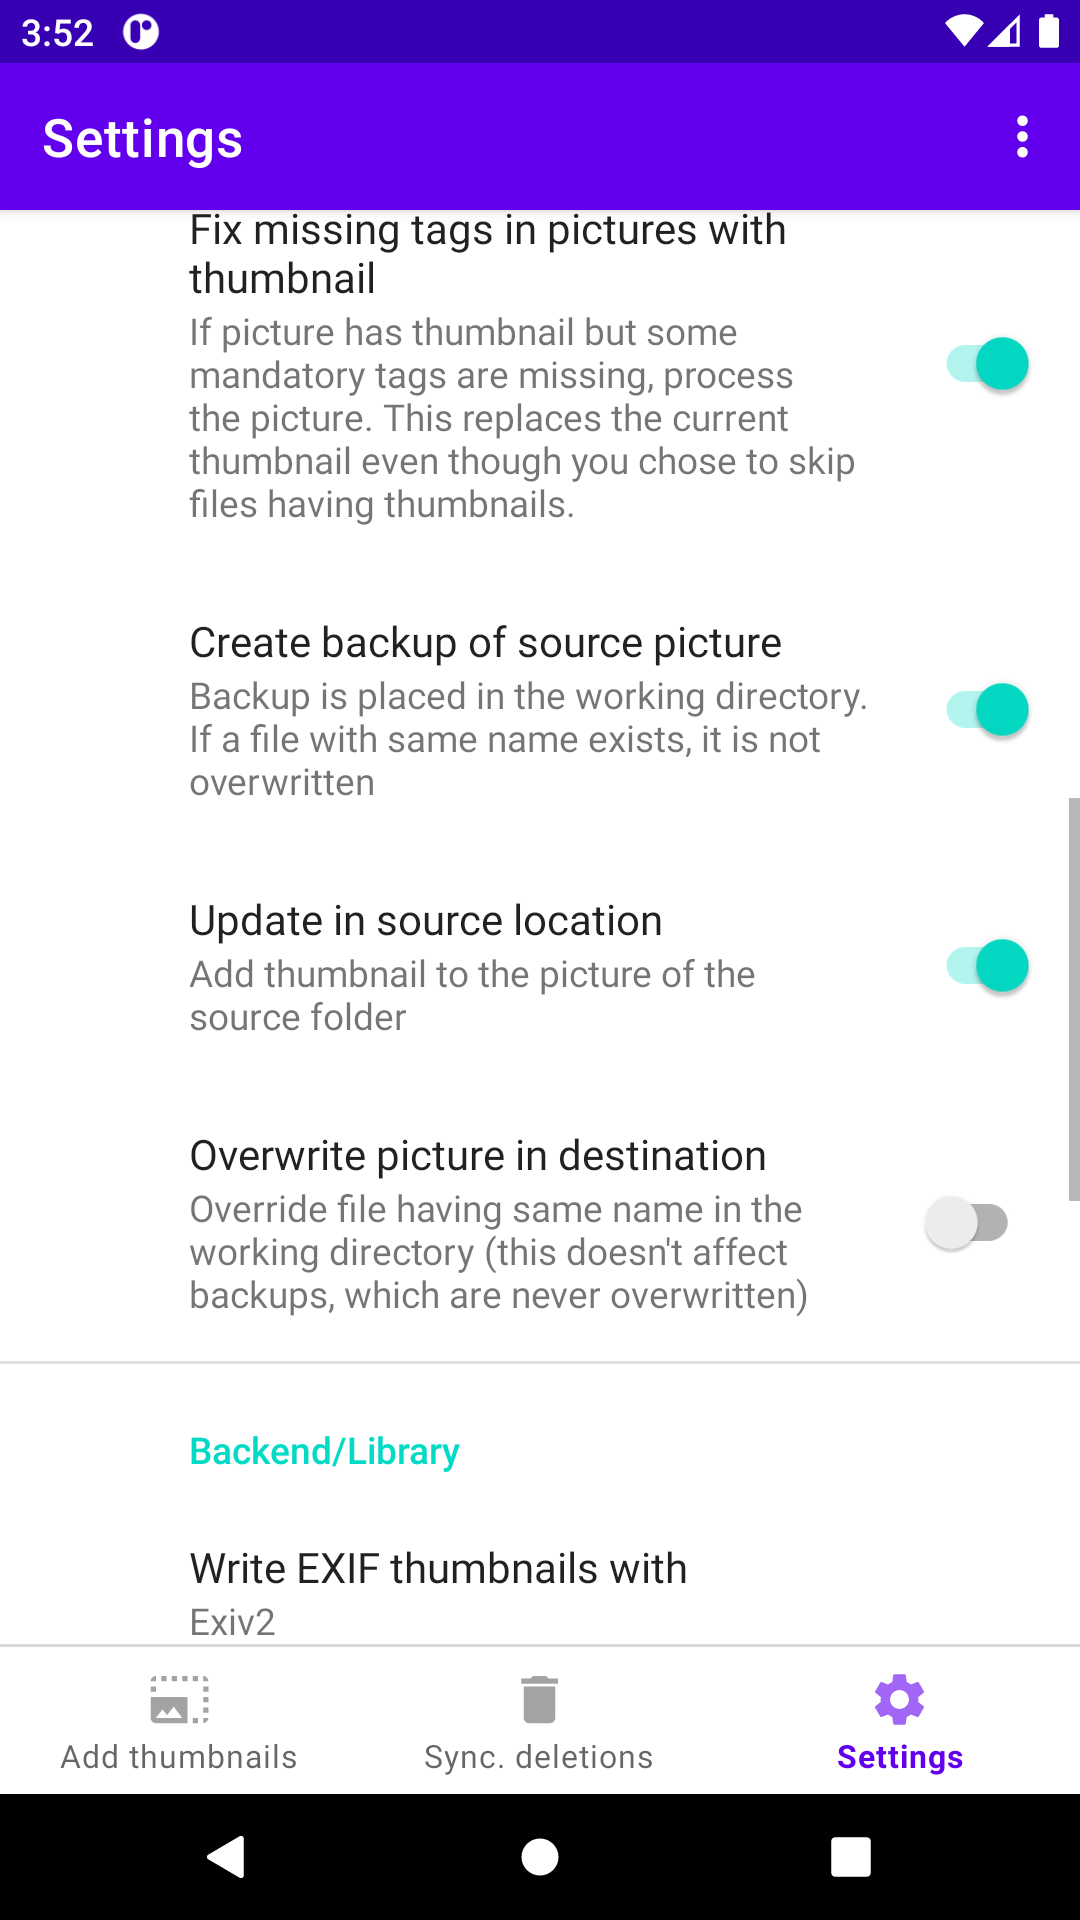 3:52
Settings
Fix missing tags in pictures with
thumbnail
If picture has thumbnail but some
mandatory tags are missing, process
the picture. This replaces the current
thumbnail even though you chose to skip
files having thumbnails.
Create backup of source picture
Backup is placed in the working directory.
If a file with same name exists, it is not
overwritten
Update in source location
Add thumbnail to the picture of the
source folder
Overwrite picture in destination
Override file having same name in the
working directory (this doesn't affect
backups, which are never overwritten)
Backend/Library
Write EXIF thumbnails with
Exiv2
Add thumbnails
Sync. deletions
Settings